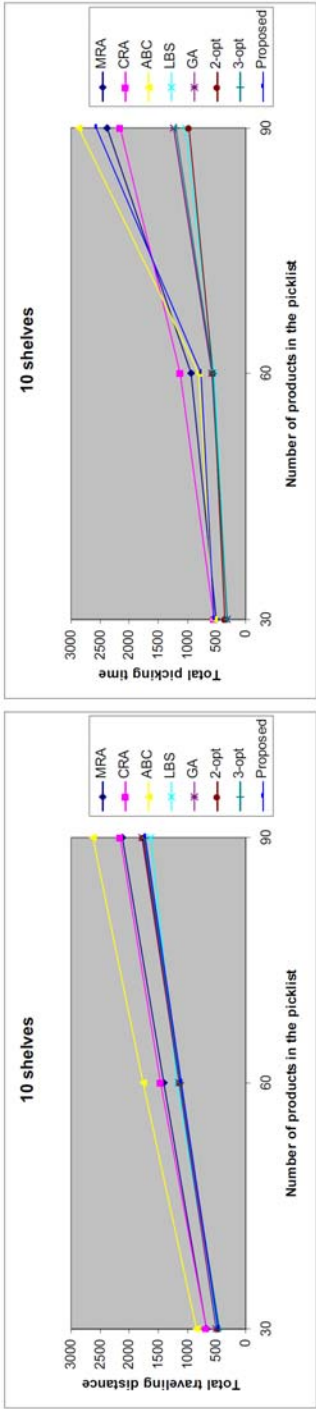 10 shelves
Total traveling distance
3000
2500
2000
1500
1000
500
0
30
60
90
Number of products in the picklist
MRA
CRA
ABC
LBS
GA
2-opt
3-opt
Proposed
10 shelves
Total picking time
3000
2500
2000
1500
1000
500
0
30
60
90
Number of products in the picklist
MRA
CRA
ABC
LBS
GA
2-opt
3-opt
Proposed